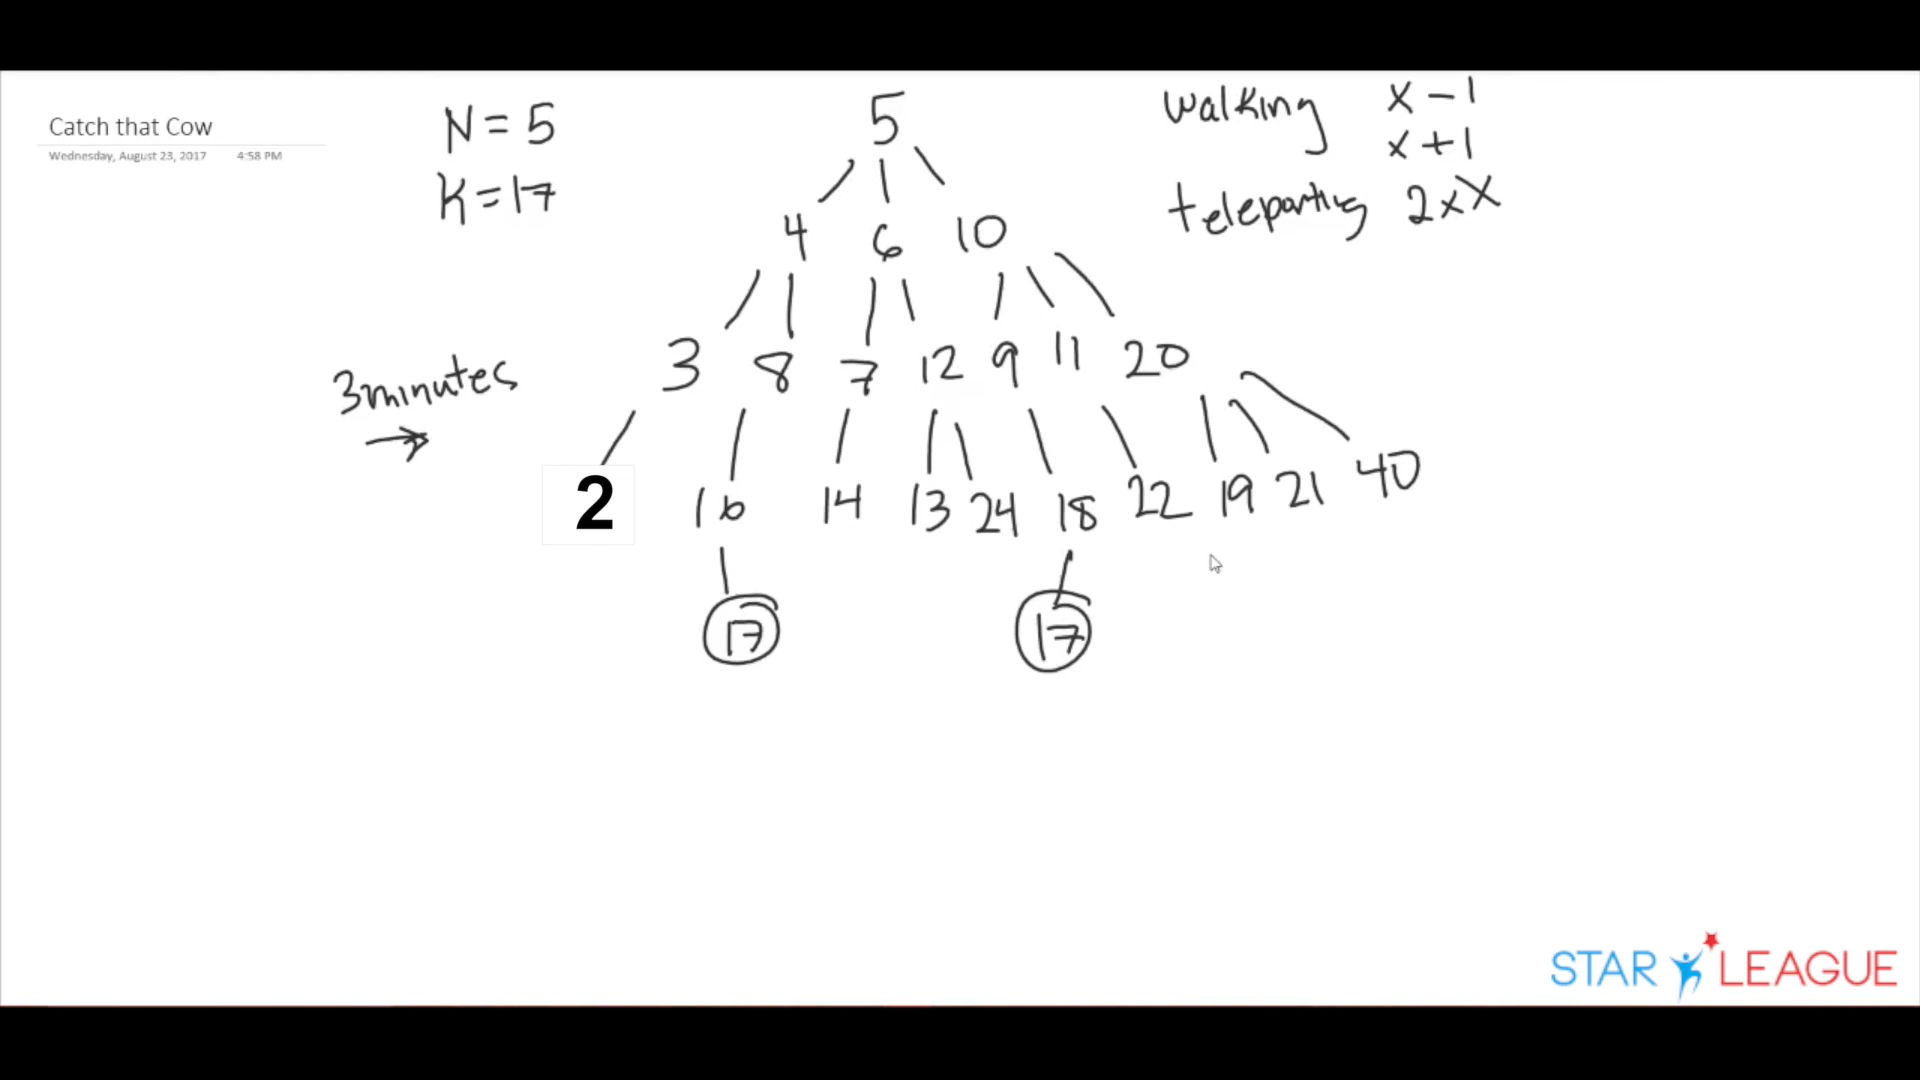 Catch that Cow
Wednesday, August 23, 2017 4:58 PM
N = 5
K = 17
5
walking x - 1
x + 1
teleporting 2xX
4 6 10
3 8 7 12 9 11 20
3minutes
2 16 14 13 24 18 22 19 21 40
17 17
STAR LEAGUE